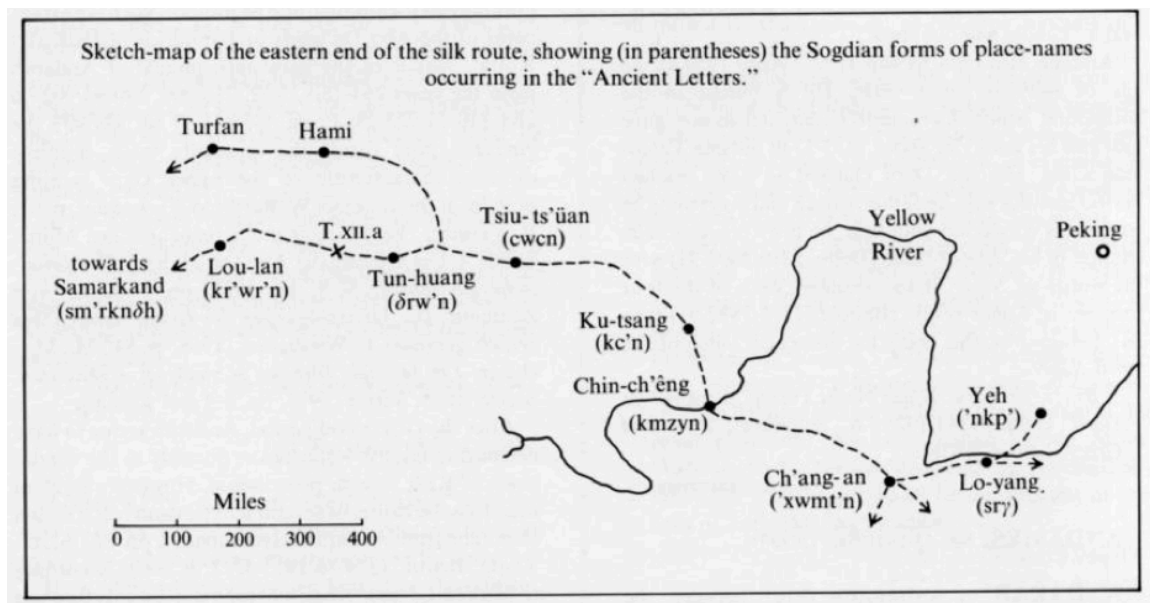 Sketch-map of the eastern end of the silk route, showing (in parentheses) the Sogdian forms of place-names
occurring in the “Ancient Letters.”
Turfan
Hami
T.XII.a
Tsiu-ts’üan
(cwcn)
Yellow
River
Peking
towards
Samarkand
(sm’rknδh)
Lou-lan
(kr’wr’n)
Tun-huang
(δrw’n)
Ku-tsang
(kc’n)
Chin-ch’êng
(kmzyn)
Yeh
(’nkp’)
Ch’ang-an
(’xwmt’n)
Lo-yang
(srγ)
Miles
0 100 200 300 400